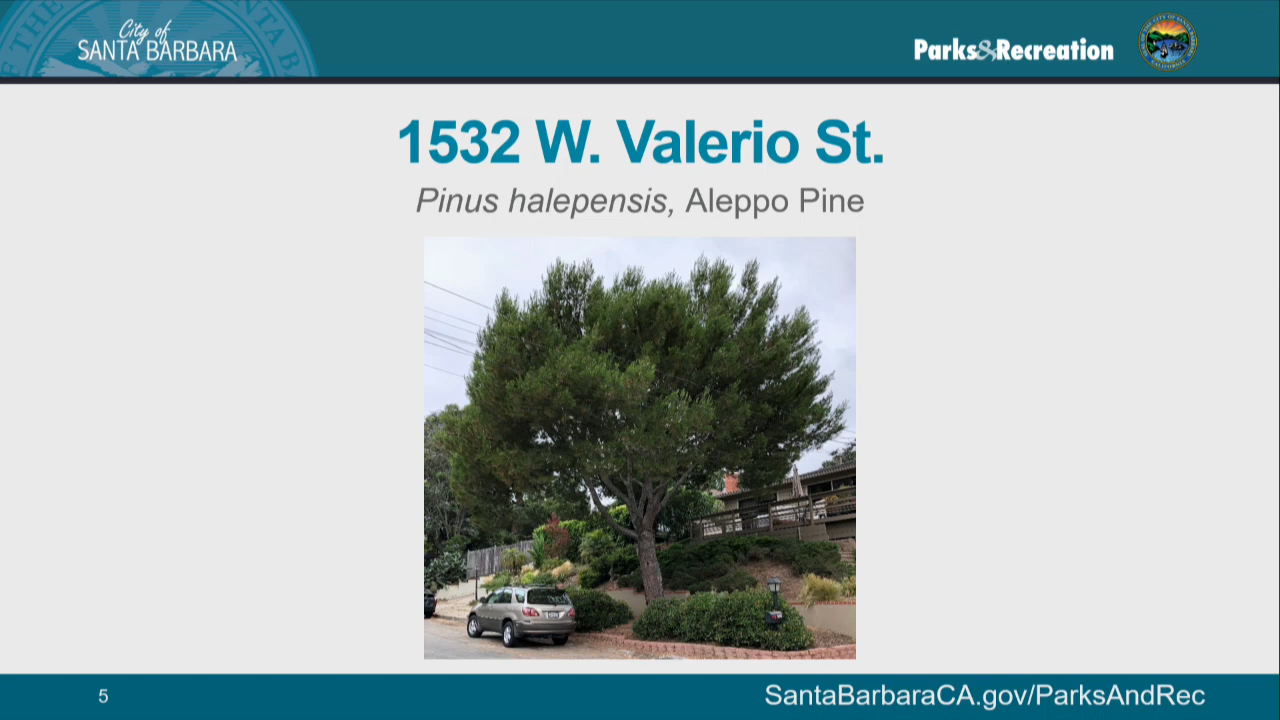 City of
SANTA BARBARA
Parks&Recreation
1532 W. Valerio St.
Pinus halepensis, Aleppo Pine
5
SantaBarbaraCA.gov/ParksAndRec